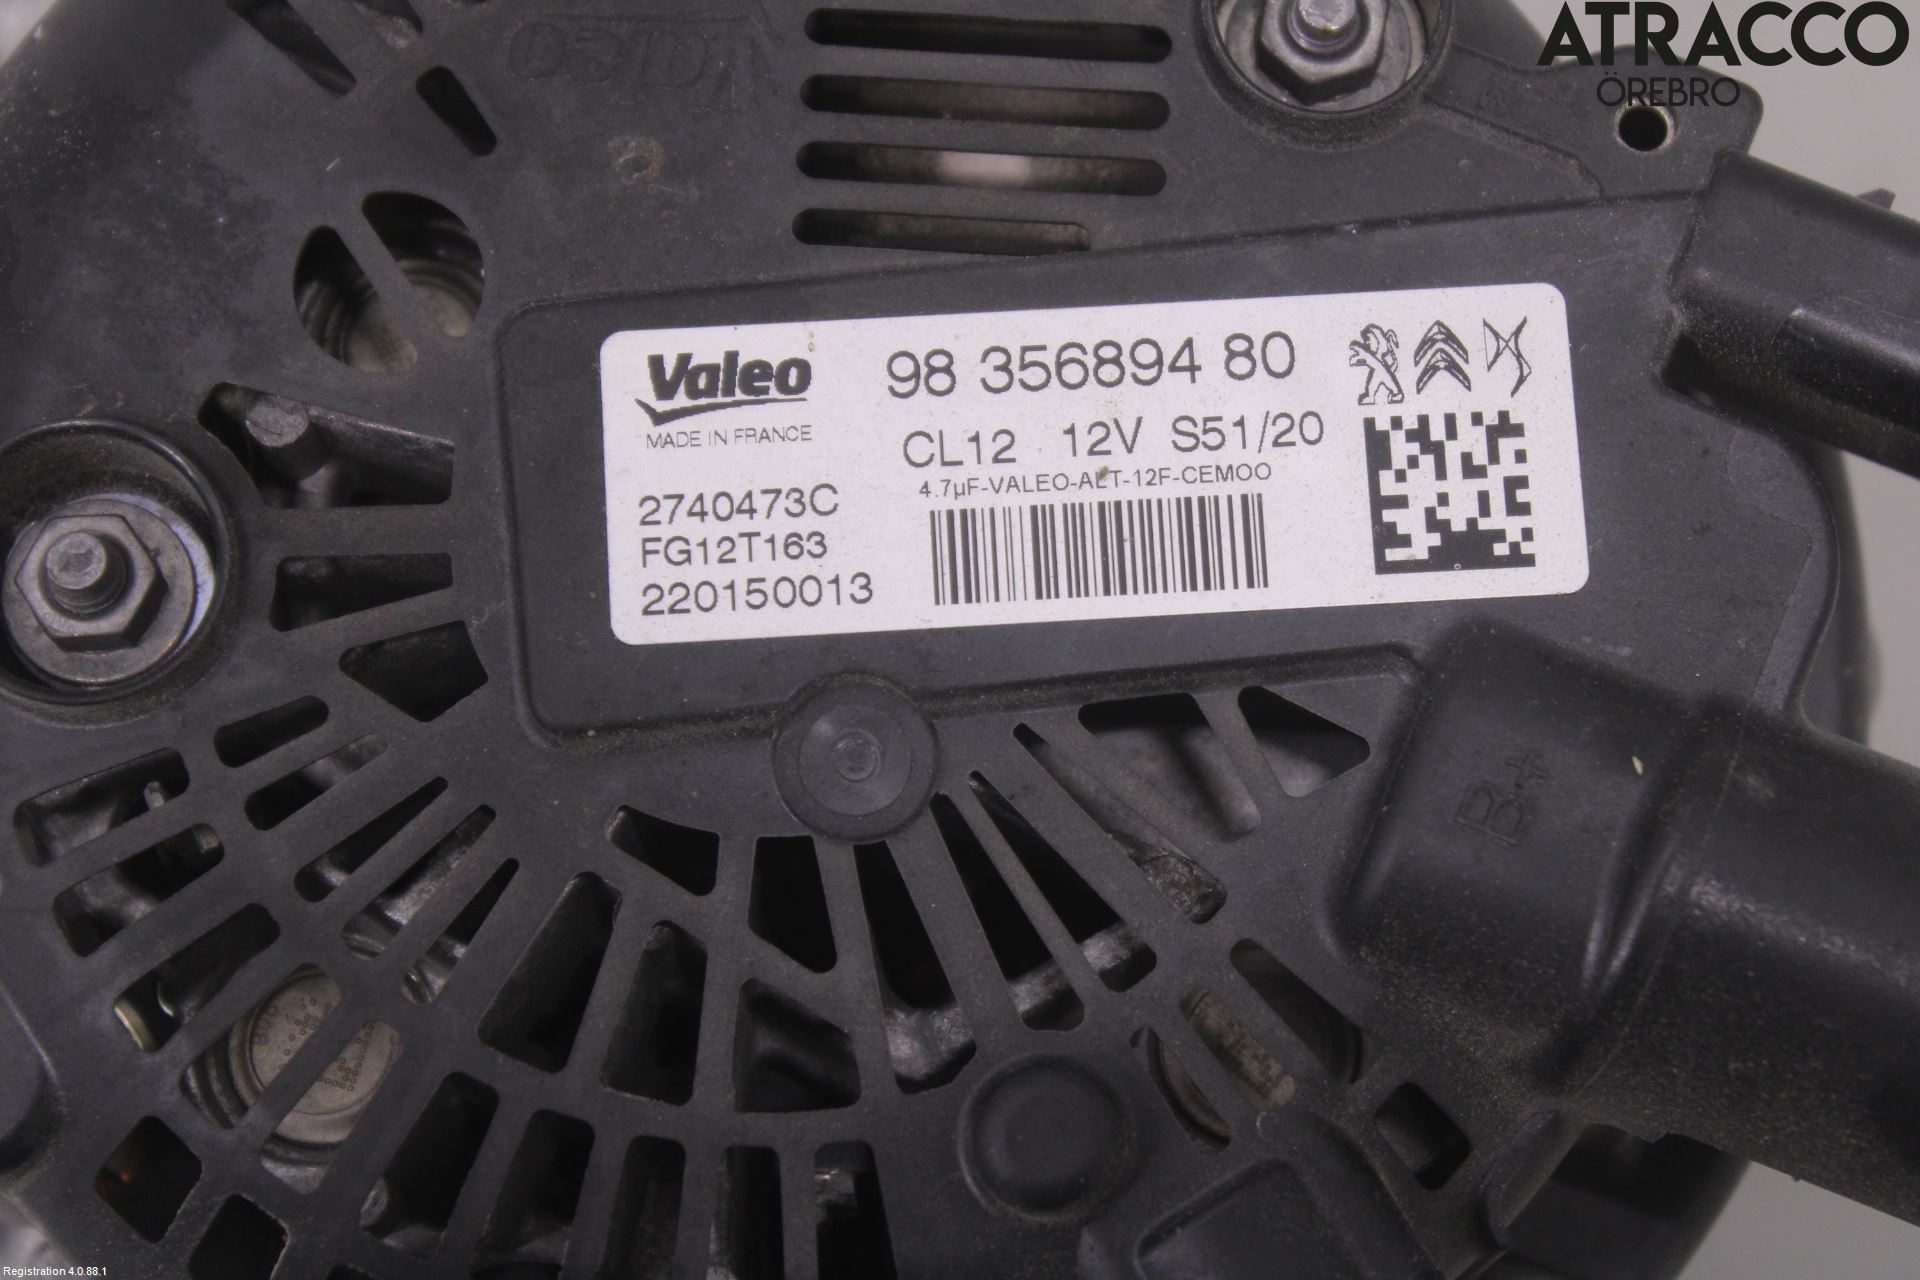 ATRACCO
ÖREBRO
Valeo
Valeo
MADE IN FRANCE
98 356894 80
CL12 12V S51/20
4.7µF-VALEO-ALT-12F-CEMOO
2740473C
FG12T163
220150013
B+
Registration 4.0.88.1